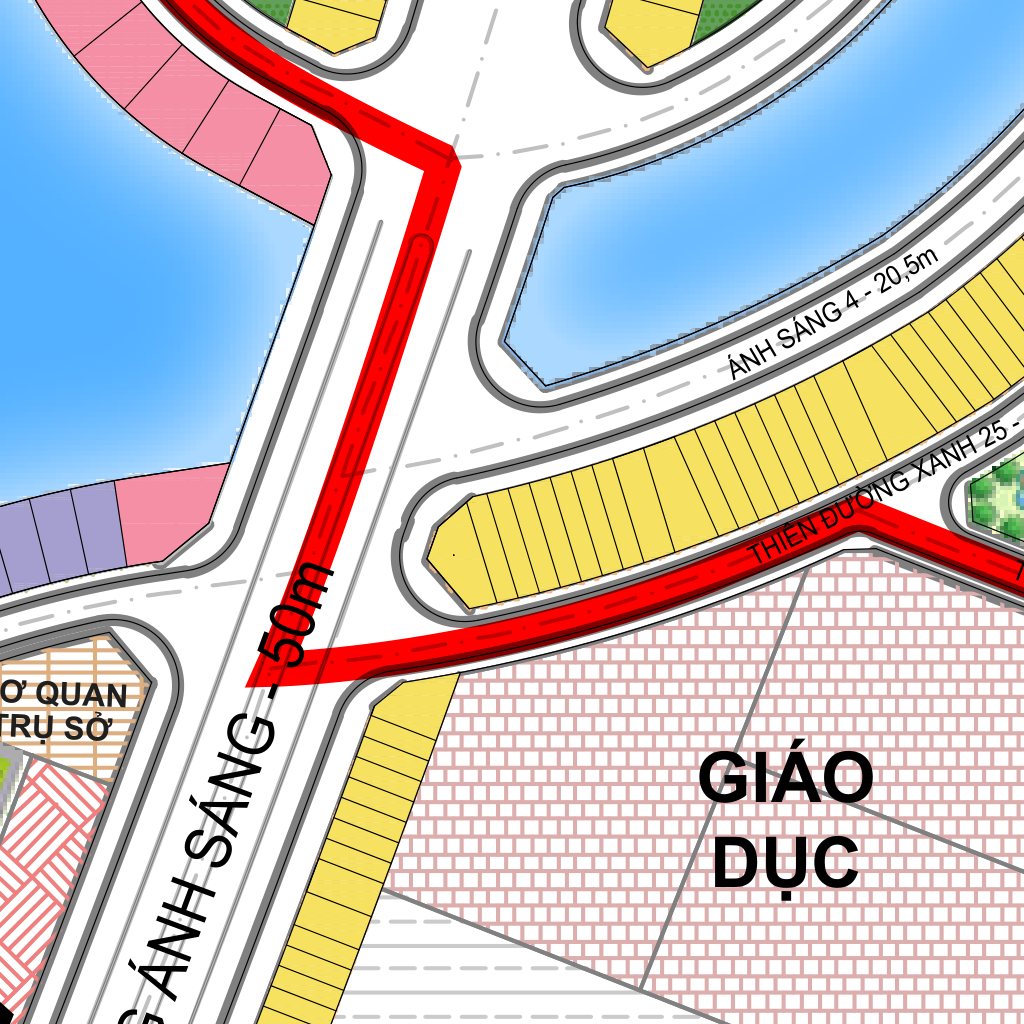 ÁNH SÁNG 4 - 20,5m
THIÊN ĐƯỜNG XANH 25 -
ÁNH SÁNG - 50m
QUAN
TRỤ SỞ
GIÁO
DỤC